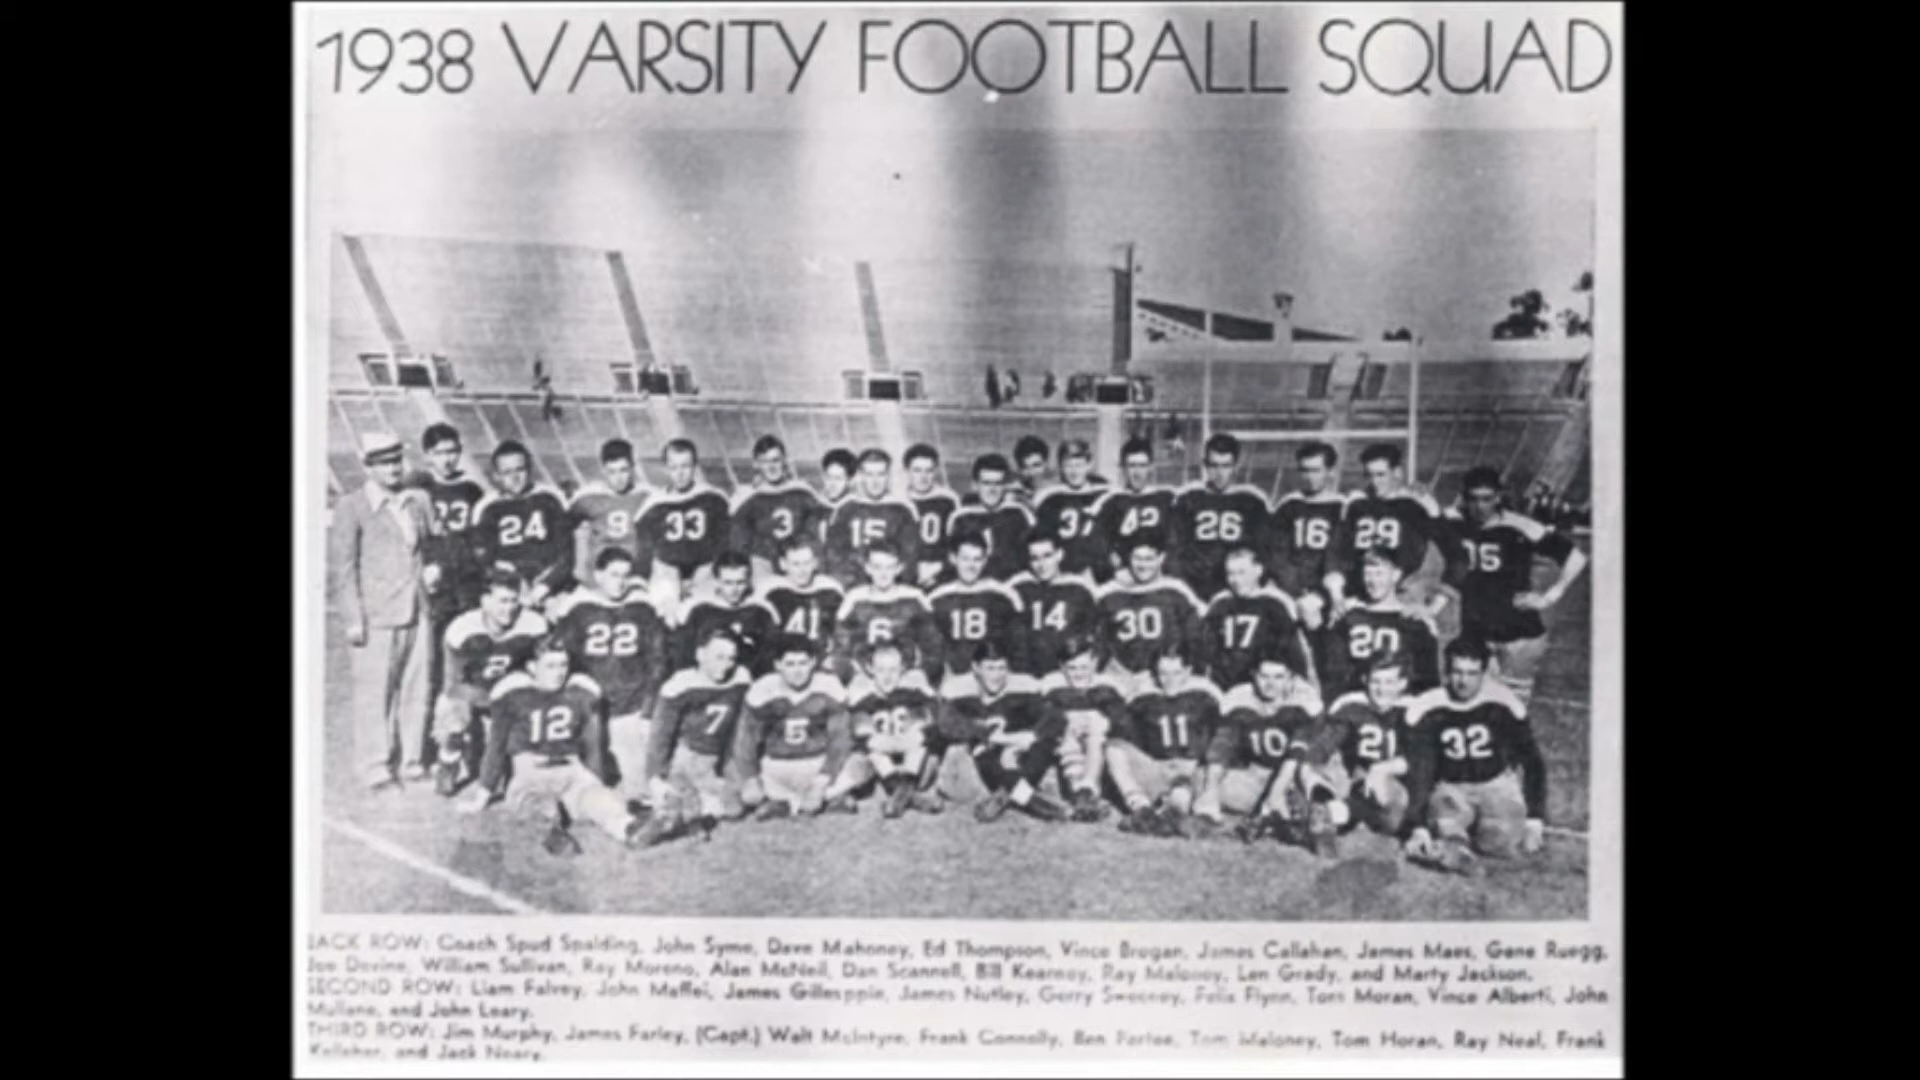 1938 VARSITY FOOTBALL SQUAD
23 24 9 33 3 15 0 1 37 42 26 16 29 35
22 41 6 18 14 30 17 20
2 12 7 5 38 2 11 10 21 32
BACK ROW: Coach Spud Spalding, John Syme, Dave Mahoney, Ed Thompson, Vince Brogan, James Callahan, James Maes, Gene Ruegg,
Joe Devine, William Sullivan, Ray Moreno, Alan McNeil, Dan Scannell, Bill Kearney, Ray Maloney, Len Grady, and Marty Jackson.
SECOND ROW: Liam Falvey, John Maffei, James Gillesppie, James Nutley, Gerry Sweeney, Felix Flynn, Tom Moran, Vince Alberti, John
Mullane, and John Leary.
THIRD ROW: Jim Murphy, James Farley, (Capt.) Walt McIntyre, Frank Connolly, Ben Tom Maloney, Tom Horan, Ray Neal, Frank
Kelleher, and Jack Neary.